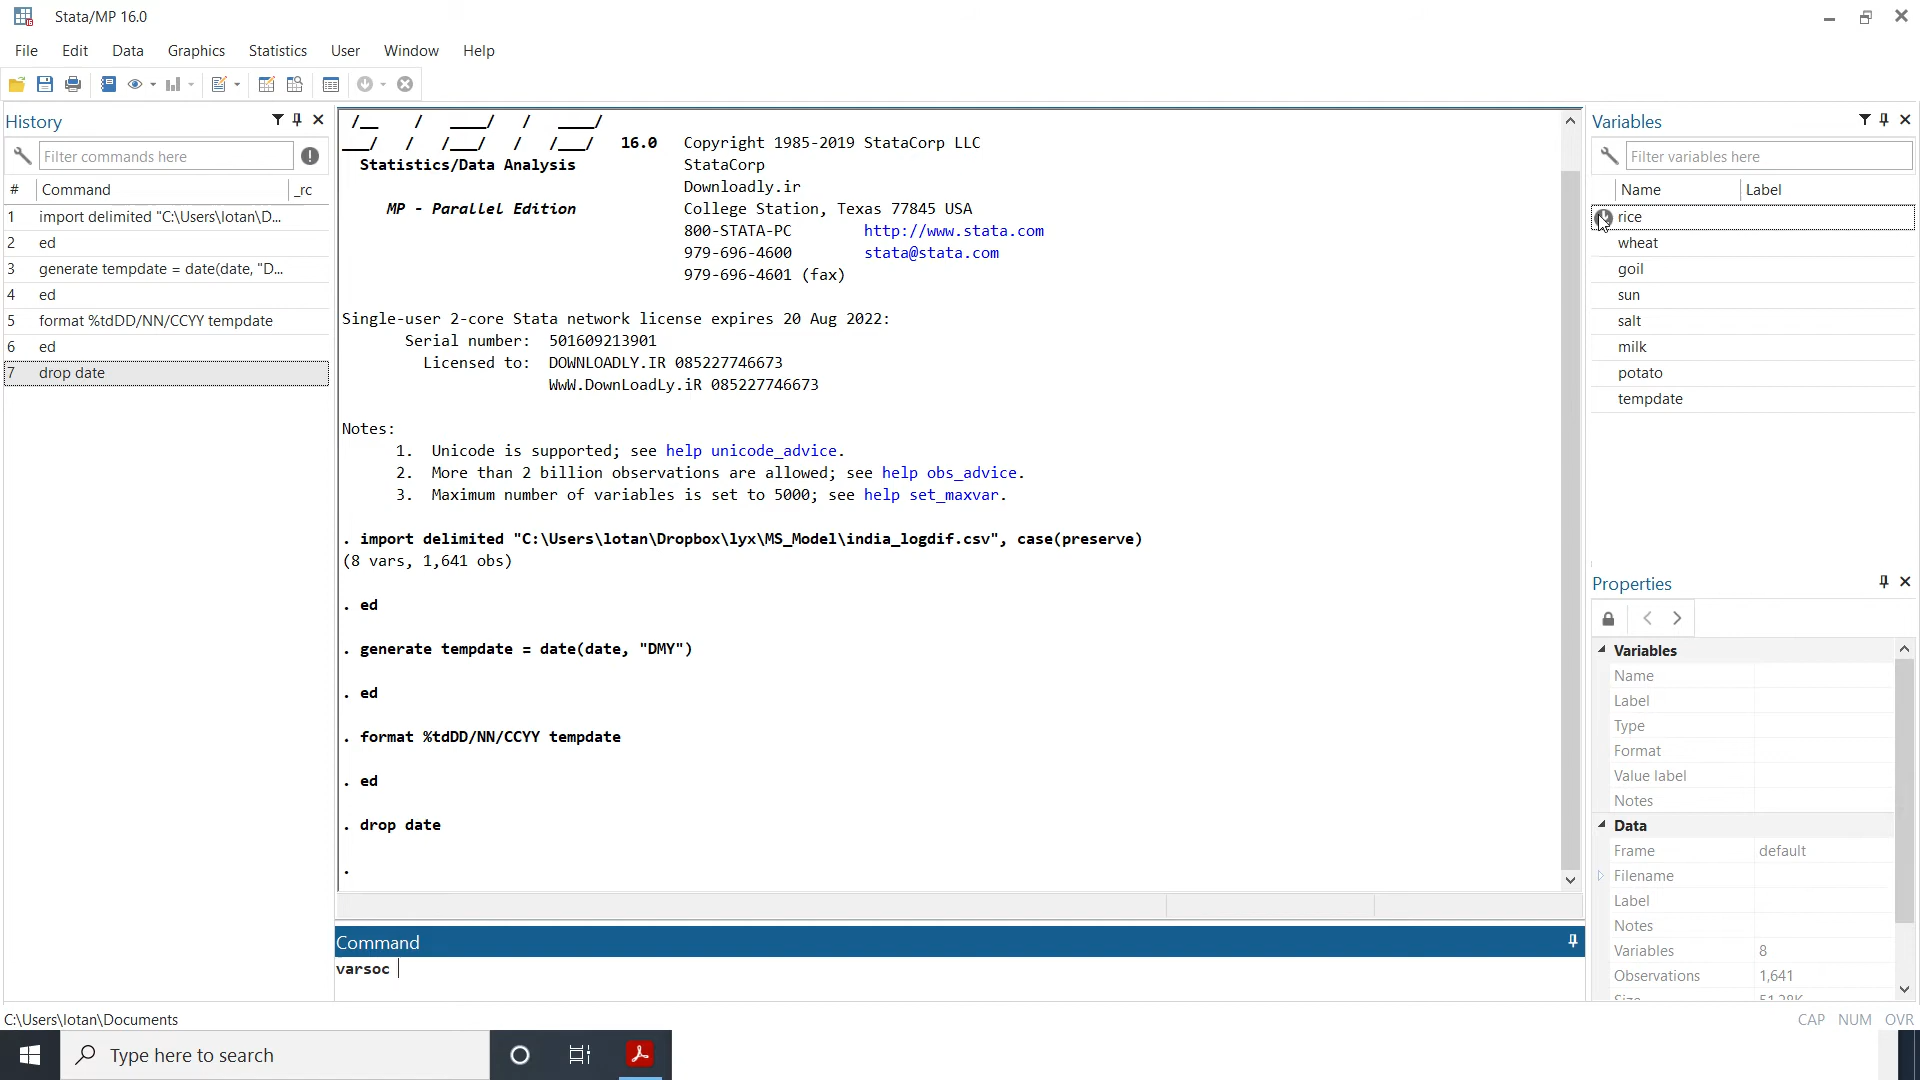 Stata/MP 16.0
File Edit Data Graphics Statistics User Window Help
History
Filter commands here
# Command _rc
1 import delimited "C:\Users\lotan\D...
2 ed
3 generate tempdate = date(date, "D...
4 ed
5 format %tdDD/NN/CCYY tempdate
6 ed
7 drop date
/__ / ____/ / ____/
___/ / /___/ / /___/ 16.0 Copyright 1985-2019 StataCorp LLC
Statistics/Data Analysis StataCorp
Downloadly.ir
MP - Parallel Edition College Station, Texas 77845 USA
800-STATA-PC http://www.stata.com
979-696-4600 stata@stata.com
979-696-4601 (fax)
Single-user 2-core Stata network license expires 20 Aug 2022:
Serial number: 501609213901
Licensed to: DOWNLOADLY.IR 085227746673
WwW.DownLoadLy.iR 085227746673
Notes:
1. Unicode is supported; see help unicode_advice.
2. More than 2 billion observations are allowed; see help obs_advice.
3. Maximum number of variables is set to 5000; see help set_maxvar.
. import delimited "C:\Users\lotan\Dropbox\lyx\MS_Model\india_logdif.csv", case(preserve)
(8 vars, 1,641 obs)
. ed
. generate tempdate = date(date, "DMY")
. ed
. format %tdDD/NN/CCYY tempdate
. ed
. drop date
.
Command
varsoc
Variables
Filter variables here
Name Label
rice
wheat
goil
sun
salt
milk
potato
tempdate
Properties
Variables
Name
Label
Type
Format
Value label
Notes
Data
Frame default
Filename
Label
Notes
Variables 8
Observations 1,641
C:\Users\lotan\Documents
CAP NUM OVR
Type here to search